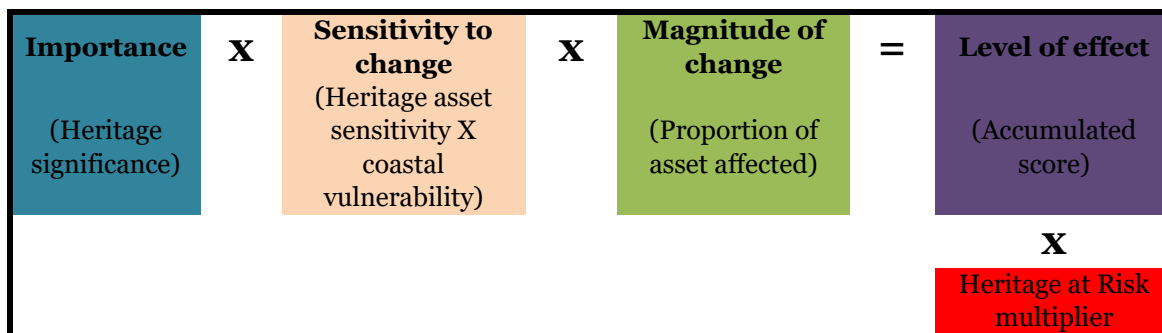 Importance
(Heritage
significance)
x
Sensitivity to
change
(Heritage asset
sensitivity X
coastal
vulnerability)
x
Magnitude of
change
(Proportion of
asset affected)
=
Level of effect
(Accumulated
score)
x
Heritage at Risk
multiplier